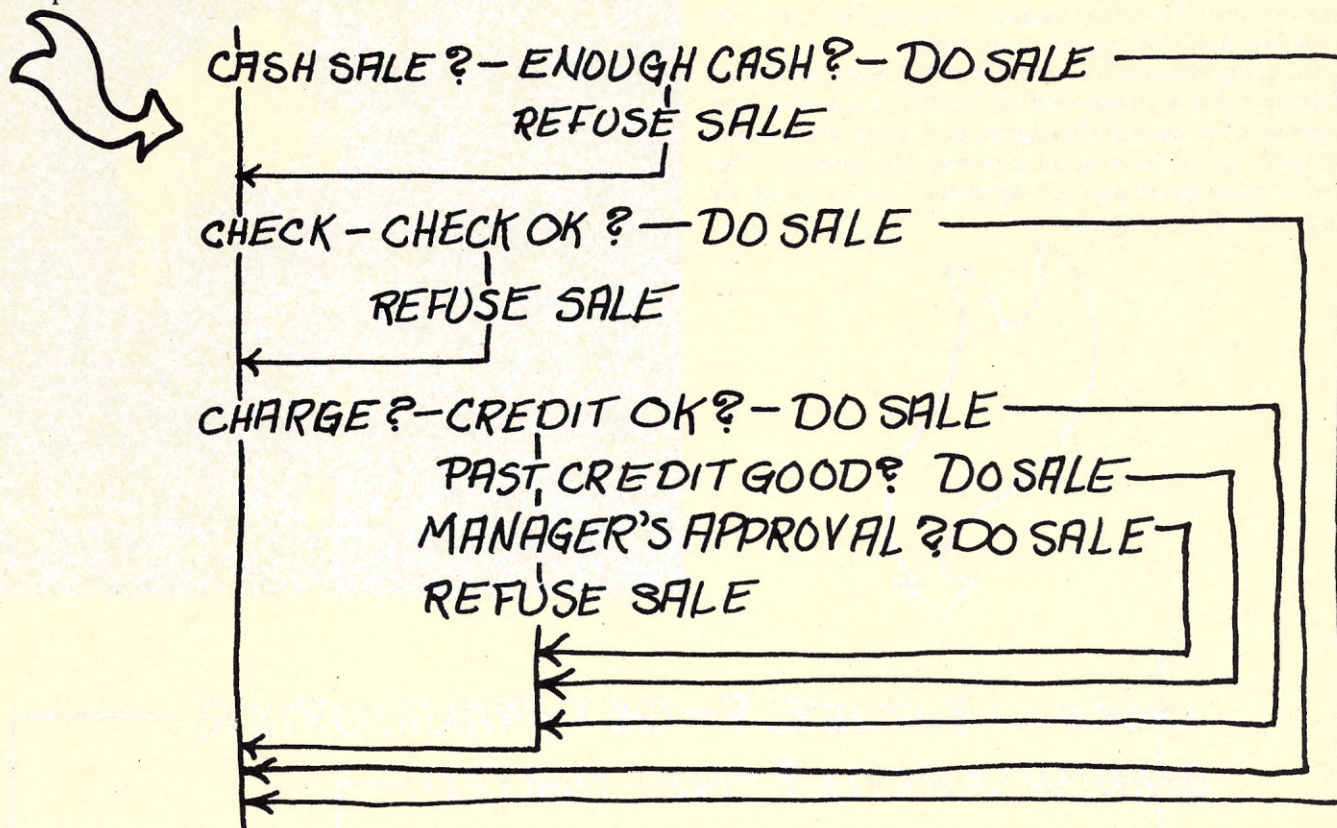 CASH SALE?-ENOUGH CASH?-DO SALE
REFUSE SALE
CHECK-CHECK OK?-DO SALE
REFUSE SALE
CHARGE?-CREDIT OK?-DO SALE
PAST CREDIT GOOD? DO SALE
MANAGER'S APPROVAL? DO SALE
REFUSE SALE